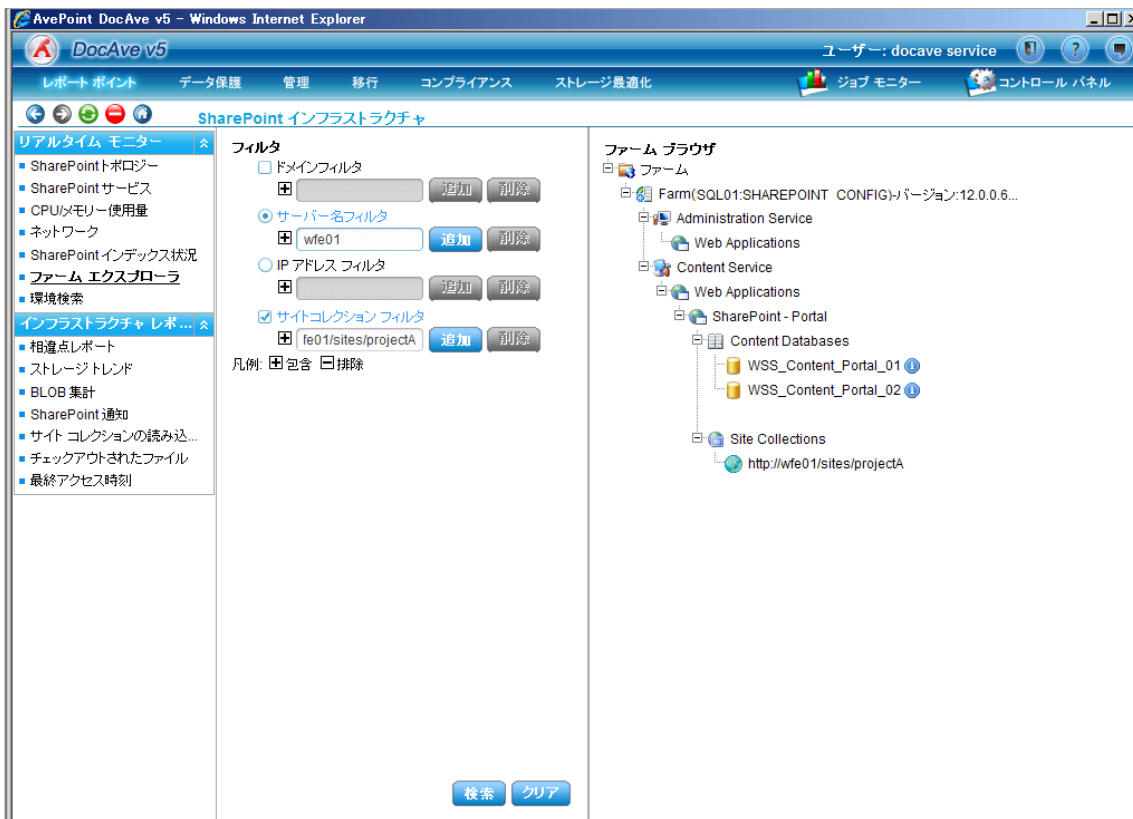 AvePoint DocAve v5 - Windows Internet Explorer
DocAve v5
ユーザー: docave service
レポート ポイント データ保護 管理 移行 コンプライアンス ストレージ最適化 ジョブ モニター コントロール パネル
SharePoint インフラストラクチャ
リアルタイム モニター
SharePointトポロジー
SharePoint サービス
CPU/メモリー使用量
ネットワーク
SharePoint インデックス状況
ファーム エクスプローラ
環境検索
インフラストラクチャ レポ...
相違点レポート
ストレージ トレンド
BLOB 集計
SharePoint 通知
サイト コレクションの読み込...
チェックアウトされたファイル
最終アクセス時刻
フィルタ
ドメインフィルタ
追加 削除
サーバー名フィルタ
wfe01 追加 削除
IP アドレス フィルタ
追加 削除
サイトコレクション フィルタ
fe01/sites/projectA 追加 削除
凡例: 包含 排除
検索 クリア
ファーム ブラウザ
ファーム
Farm(SQL01:SHAREPOINT_CONFIG)-バージョン:12.0.0.6...
Administration Service
Web Applications
Content Service
Web Applications
SharePoint - Portal
Content Databases
WSS_Content_Portal_01
WSS_Content_Portal_02
Site Collections
http://wfe01/sites/projectA